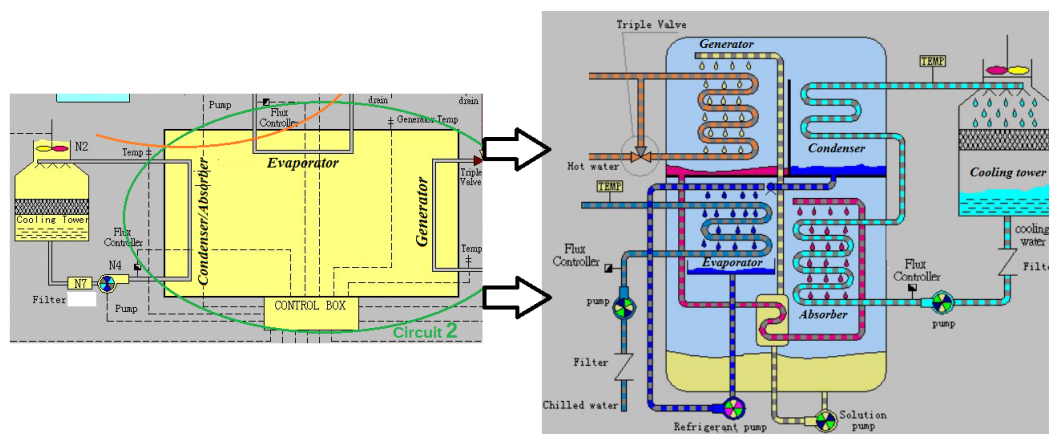 Pump
Flux
Controller
drain
drain
N2
Temp
Generator Temp
Evaporator
Triple
Valve
Cooling Tower
Condenser/Absorber
Generator
Flux
Controller
Temp
N4
N7
Filter
Pump
CONTROL BOX
Circuit 2
Triple Valve
Generator
TEMP
Condenser
Hot water
TEMP
Cooling tower
Flux
Controller
Evaporator
cooling
water
Flux
Controller
Filte
pump
Absorber
pump
Filter
Chilled water
Refrigerant pump
Solution
pump